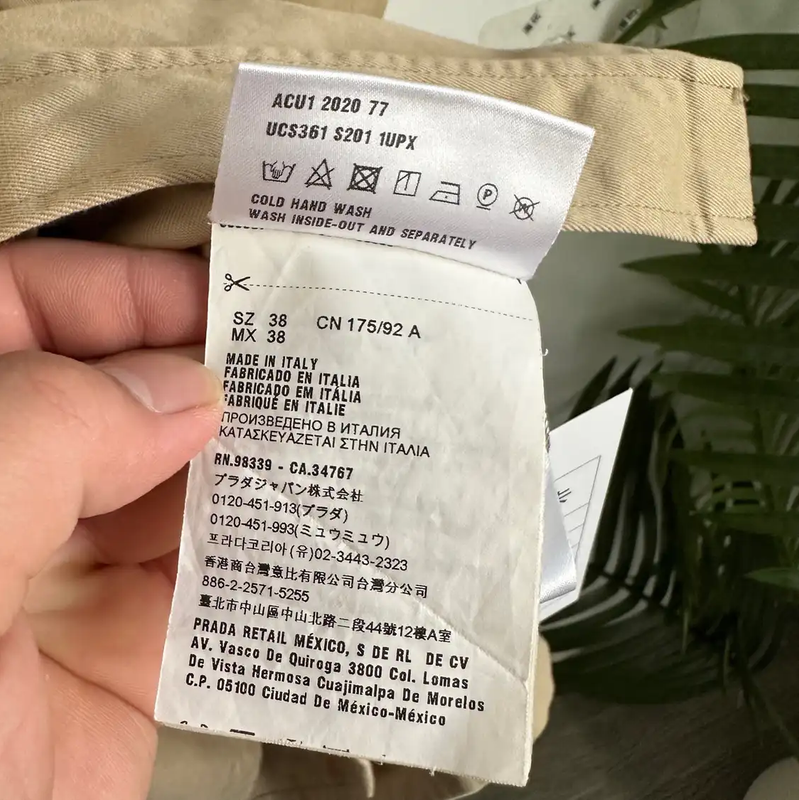 ACU1 2020 77
UCS361 S201 1UPX
P
COLD HAND WASH
WASH INSIDE-OUT AND SEPARATELY
SZ 38 CN 175/92 A
MX 38
MADE IN ITALY
FABRICADO EN ITALIA
FABRICADO EM ITÁLIA
FABRIQUÉ EN ITALIE
ПРОИЗВЕДЕНО В ИТАЛИЯ
ΚΑΤΑΣΚΕΥΑΖΕΤΑΙ ΣΤΗΝ ΙΤΑΛΙΑ
RN.98339 - CA.34767
プラダジャパン株式会社
0120-451-913(プラダ)
0120-451-993(ミュウミュウ)
프라다코리아(유)02-3443-2323
香港商台灣意比有限公司台灣分公司
886-2-2571-5255
臺北市中山區中山北路二段44號12樓A室
PRADA RETAIL MÉXICO, S DE RL DE CV
AV. Vasco De Quiroga 3800 Col. Lomas
De Vista Hermosa Cuajimalpa De Morelos
C.P. 05100 Ciudad De México-México